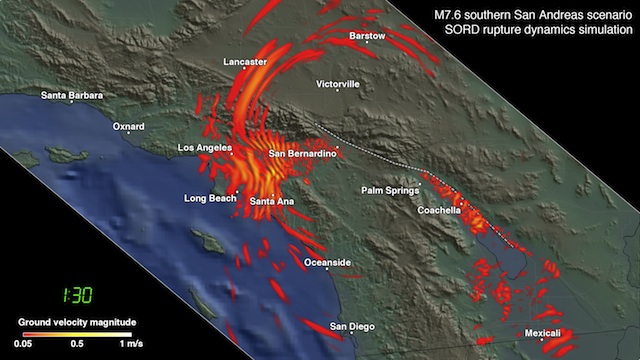 M7.6 southern San Andreas scenario
SORD rupture dynamics simulation
Barstow
Lancaster
Victorville
Santa Barbara
Oxnard
Los Angeles
San Bernardino
Palm Springs
Long Beach
Santa Ana
Coachella
Oceanside
1:30
Ground velocity magnitude
0.05 0.5 1 m/s
San Diego
Mexicali